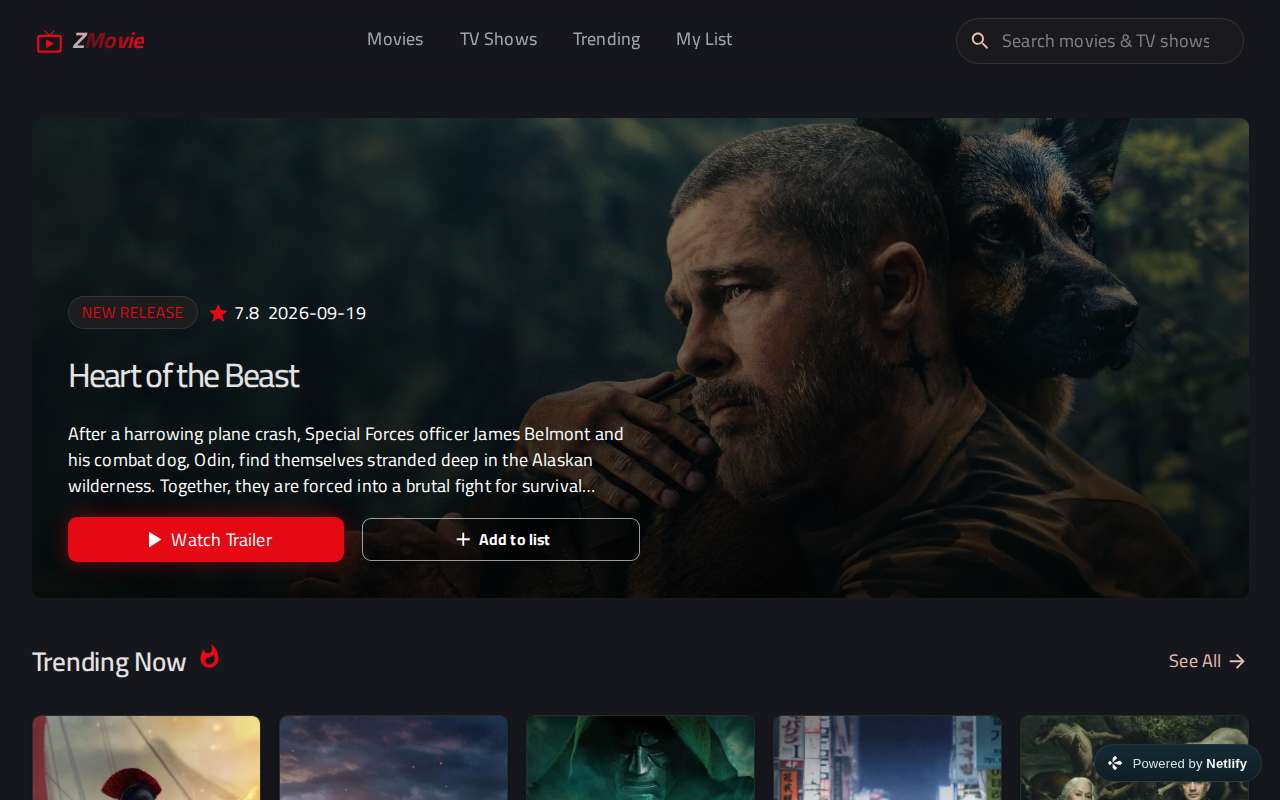 ZMovie
Movies
TV Shows
Trending
My List
Search movies & TV shows
NEW RELEASE
7.8
2026-09-19
Heart of the Beast
After a harrowing plane crash, Special Forces officer James Belmont and
his combat dog, Odin, find themselves stranded deep in the Alaskan
wilderness. Together, they are forced into a brutal fight for survival...
Watch Trailer
Add to list
Trending Now
See All
Powered by Netlify